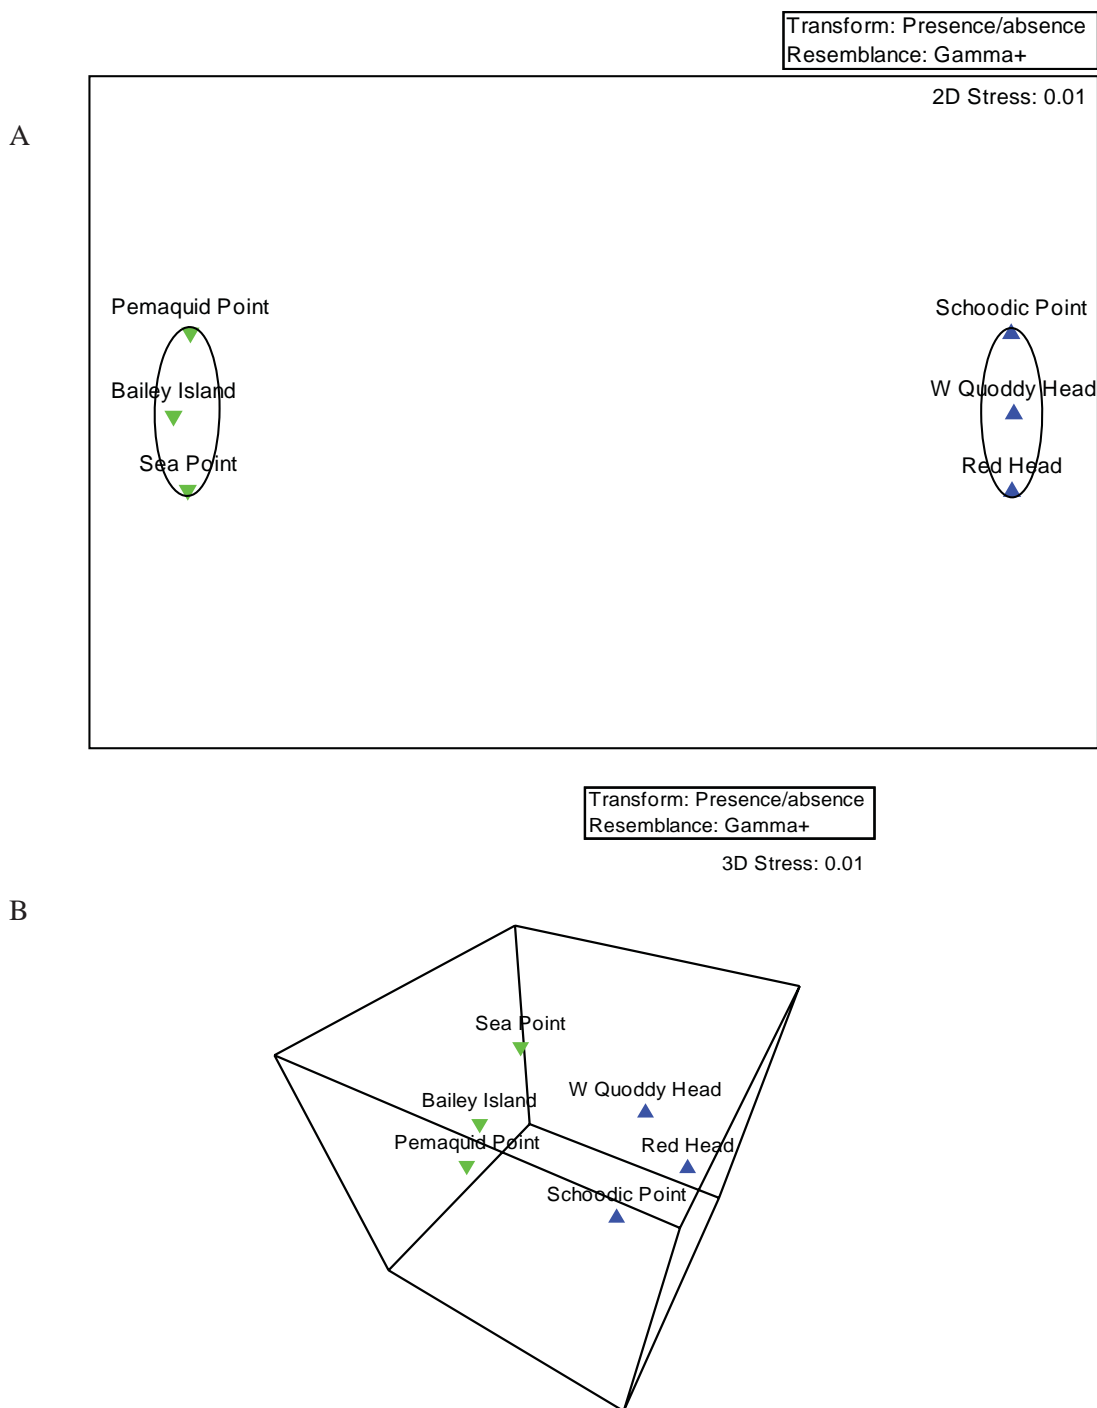 Transform: Presence/absence
Resemblance: Gamma+
2D Stress: 0.01
A
Pemaquid Point
Schoodic Point
Bailey Island
W Quoddy Head
Sea Point
Red Head
Transform: Presence/absence
Resemblance: Gamma+
3D Stress: 0.01
B
Sea Point
W Quoddy Head
Bailey Island
Pemaquid Point
Red Head
Schoodic Point